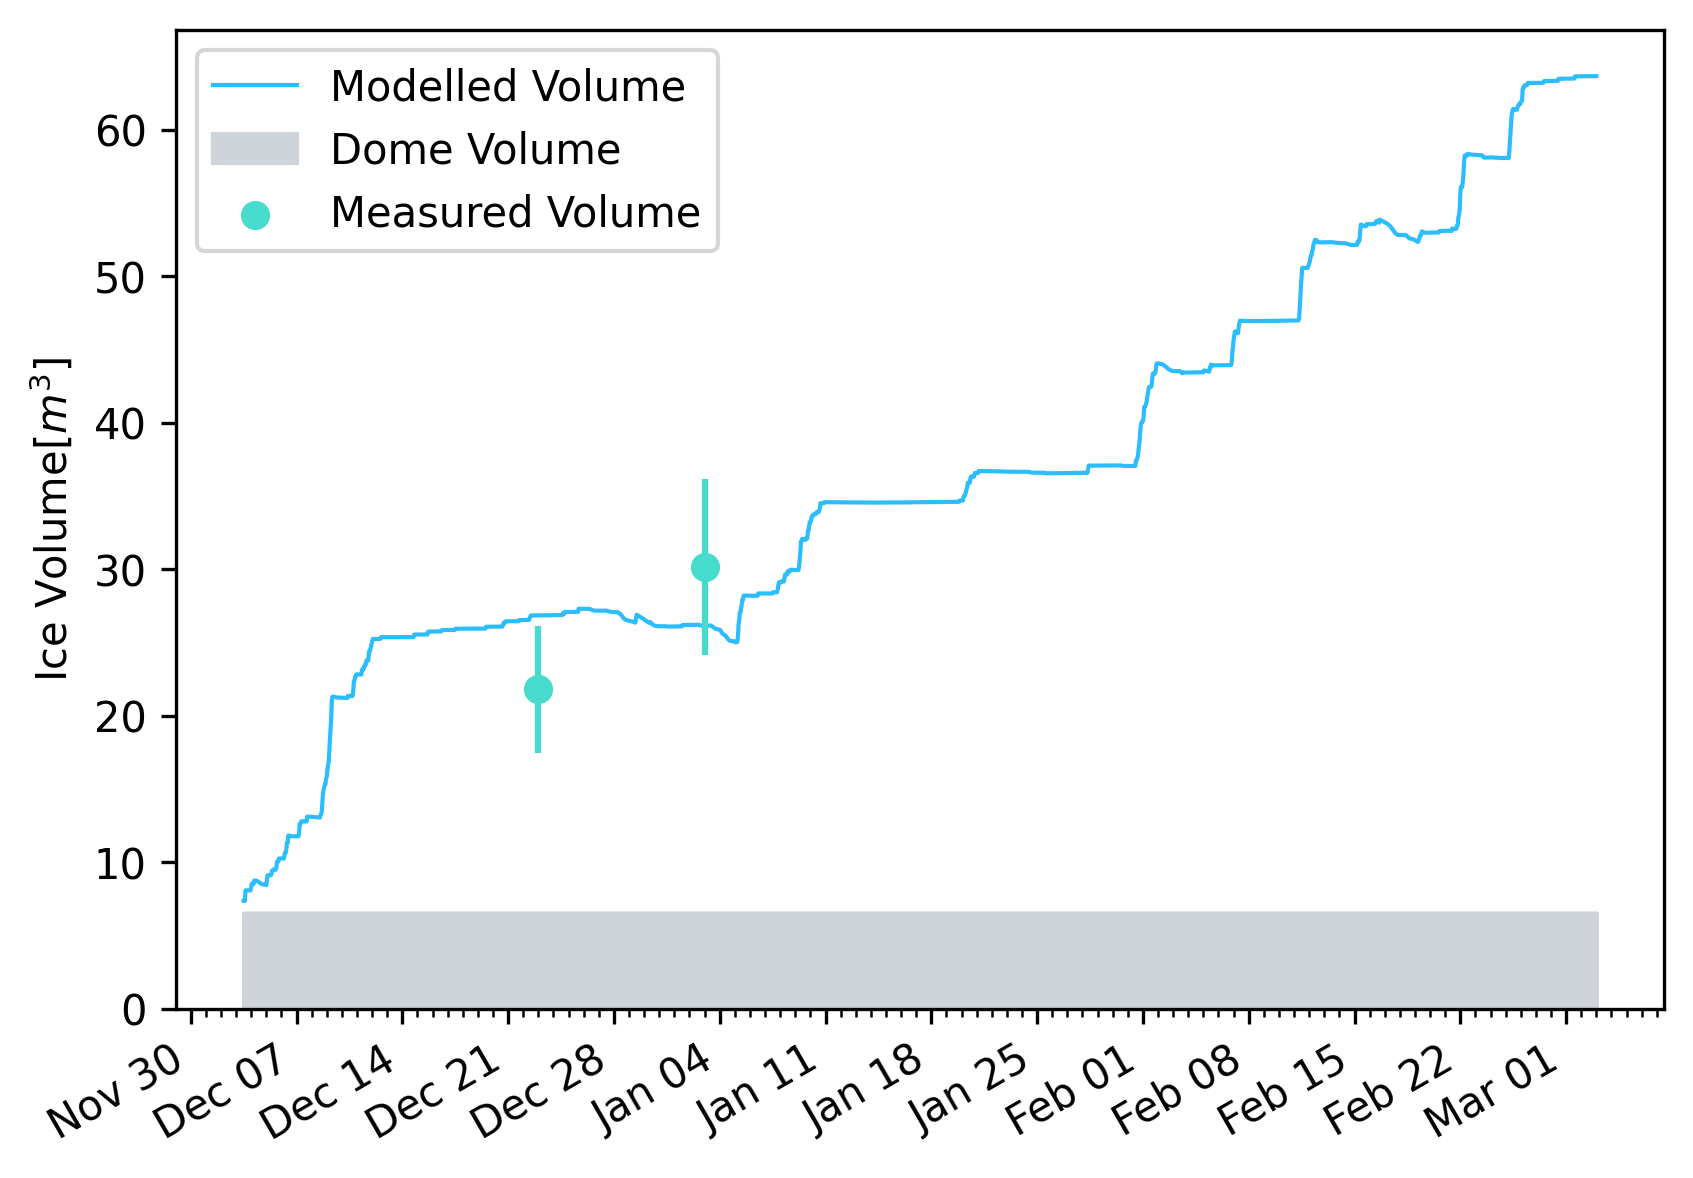 Modelled Volume
Dome Volume
Measured Volume
Ice Volume[m³]
60
50
40
30
20
10
0
Nov 30
Dec 07
Dec 14
Dec 21
Dec 28
Jan 04
Jan 11
Jan 18
Jan 25
Feb 01
Feb 08
Feb 15
Feb 22
Mar 01